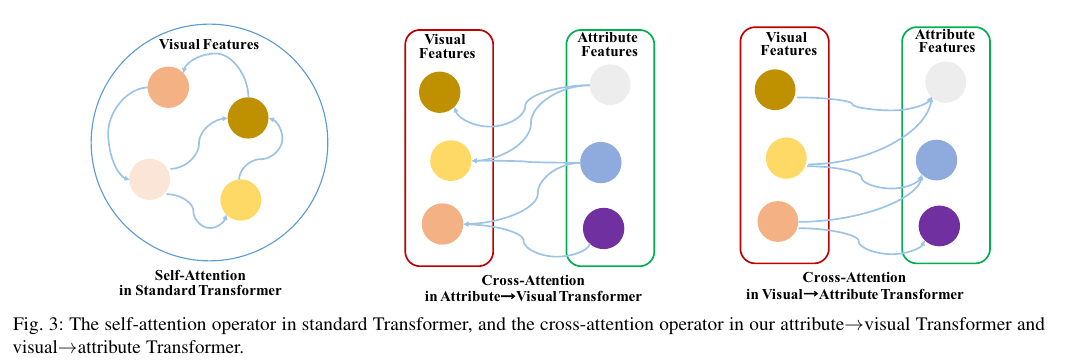 Visual Features
Self-Attention
in Standard Transformer
Visual
Features
Attribute
Features
Cross-Attention
in Attribute→Visual Transformer
Visual
Features
Attribute
Features
Cross-Attention
in Visual→Attribute Transformer
Fig. 3: The self-attention operator in standard Transformer, and the cross-attention operator in our attribute→visual Transformer and
visual→attribute Transformer.